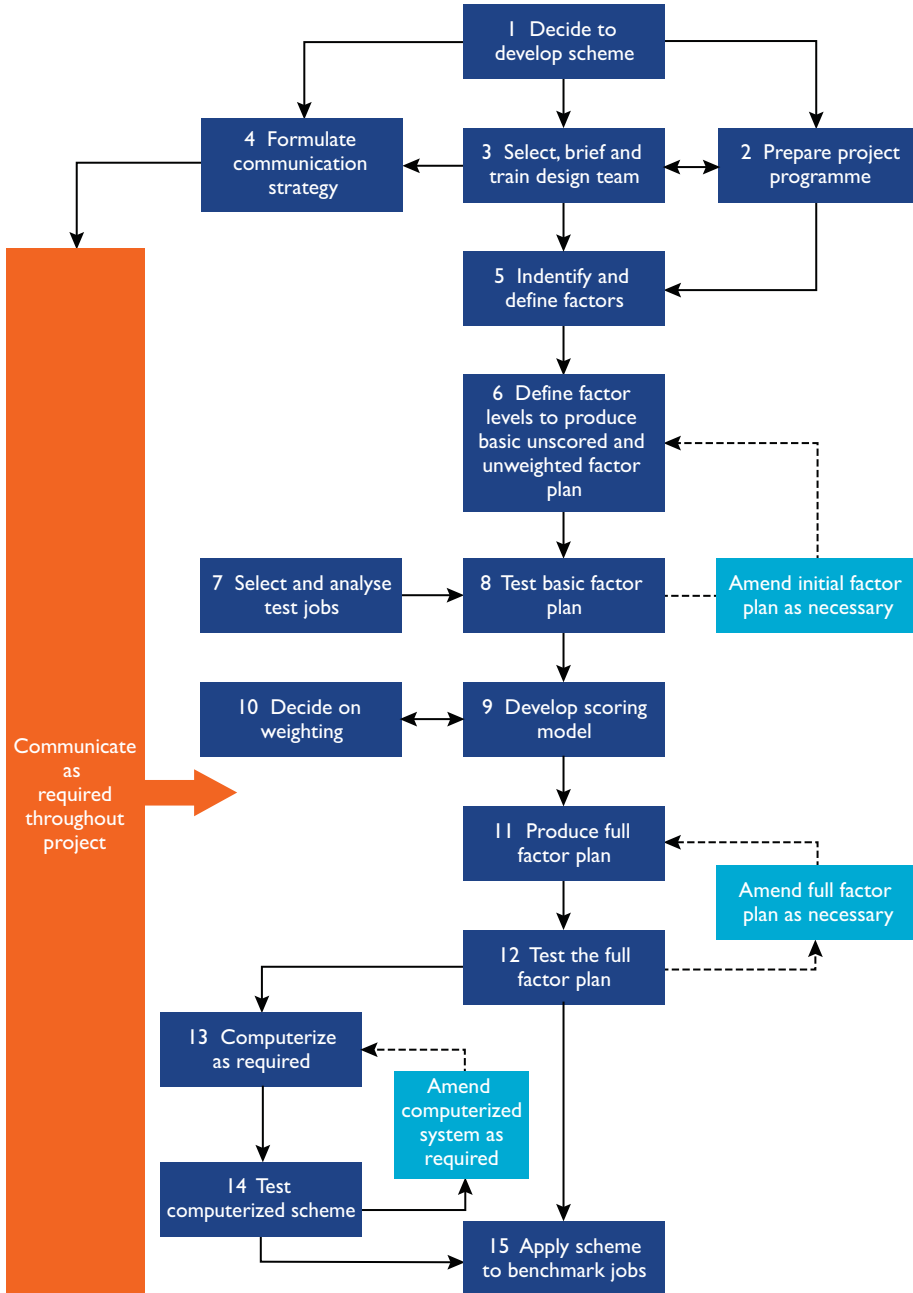 1 Decide to
develop scheme
4 Formulate
communication
strategy
3 Select, brief and
train design team
2 Prepare project
programme
5 Indentify and
define factors
6 Define factor
levels to produce
basic unscored and
unweighted factor
plan
7 Select and analyse
test jobs
8 Test basic factor
plan
Amend initial factor
plan as necessary
10 Decide on
weighting
9 Develop scoring
model
Communicate
as
required
throughout
project
11 Produce full
factor plan
Amend full factor
plan as necessary
12 Test the full
factor plan
13 Computerize
as required
Amend
computerized
system as
required
14 Test
computerized scheme
15 Apply scheme
to benchmark jobs